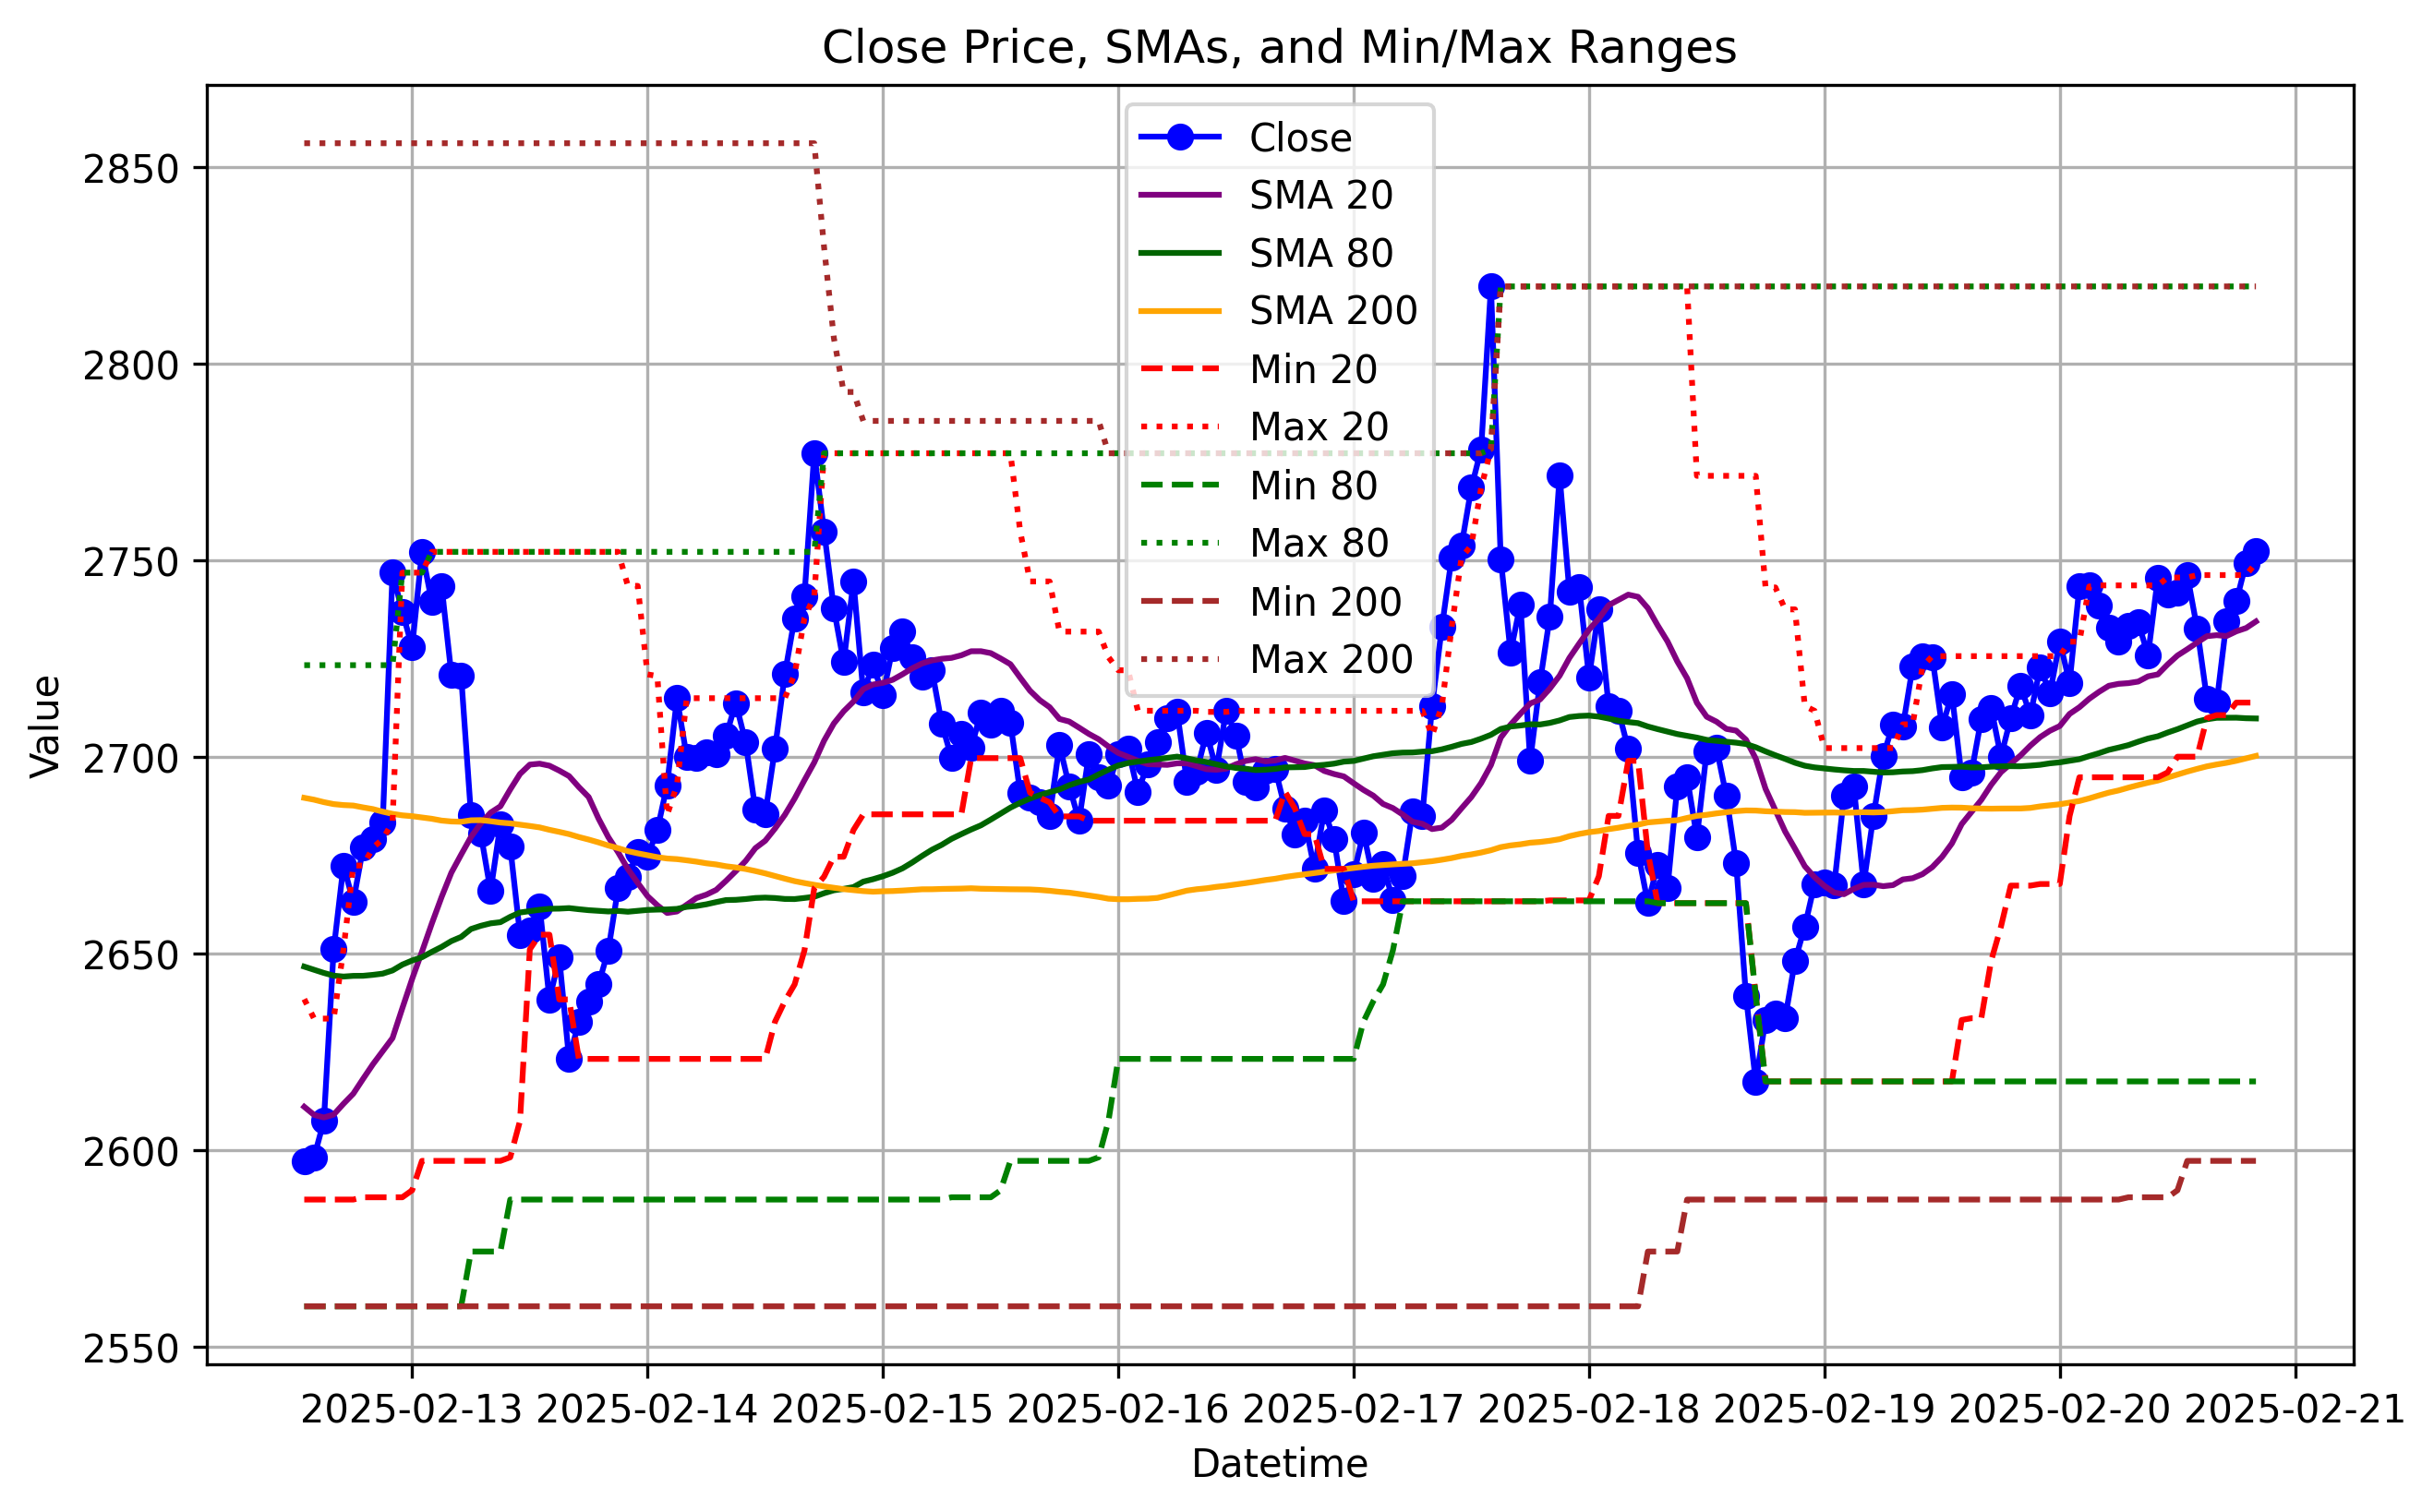 Close Price, SMAs, and Min/Max Ranges
Close
SMA 20
SMA 80
SMA 200
Min 20
Max 20
Min 80
Max 80
Min 200
Max 200
Value
2850
2800
2750
2700
2650
2600
2550
2025-02-13 2025-02-14 2025-02-15 2025-02-16 2025-02-17 2025-02-18 2025-02-19 2025-02-20 2025-02-21
Datetime